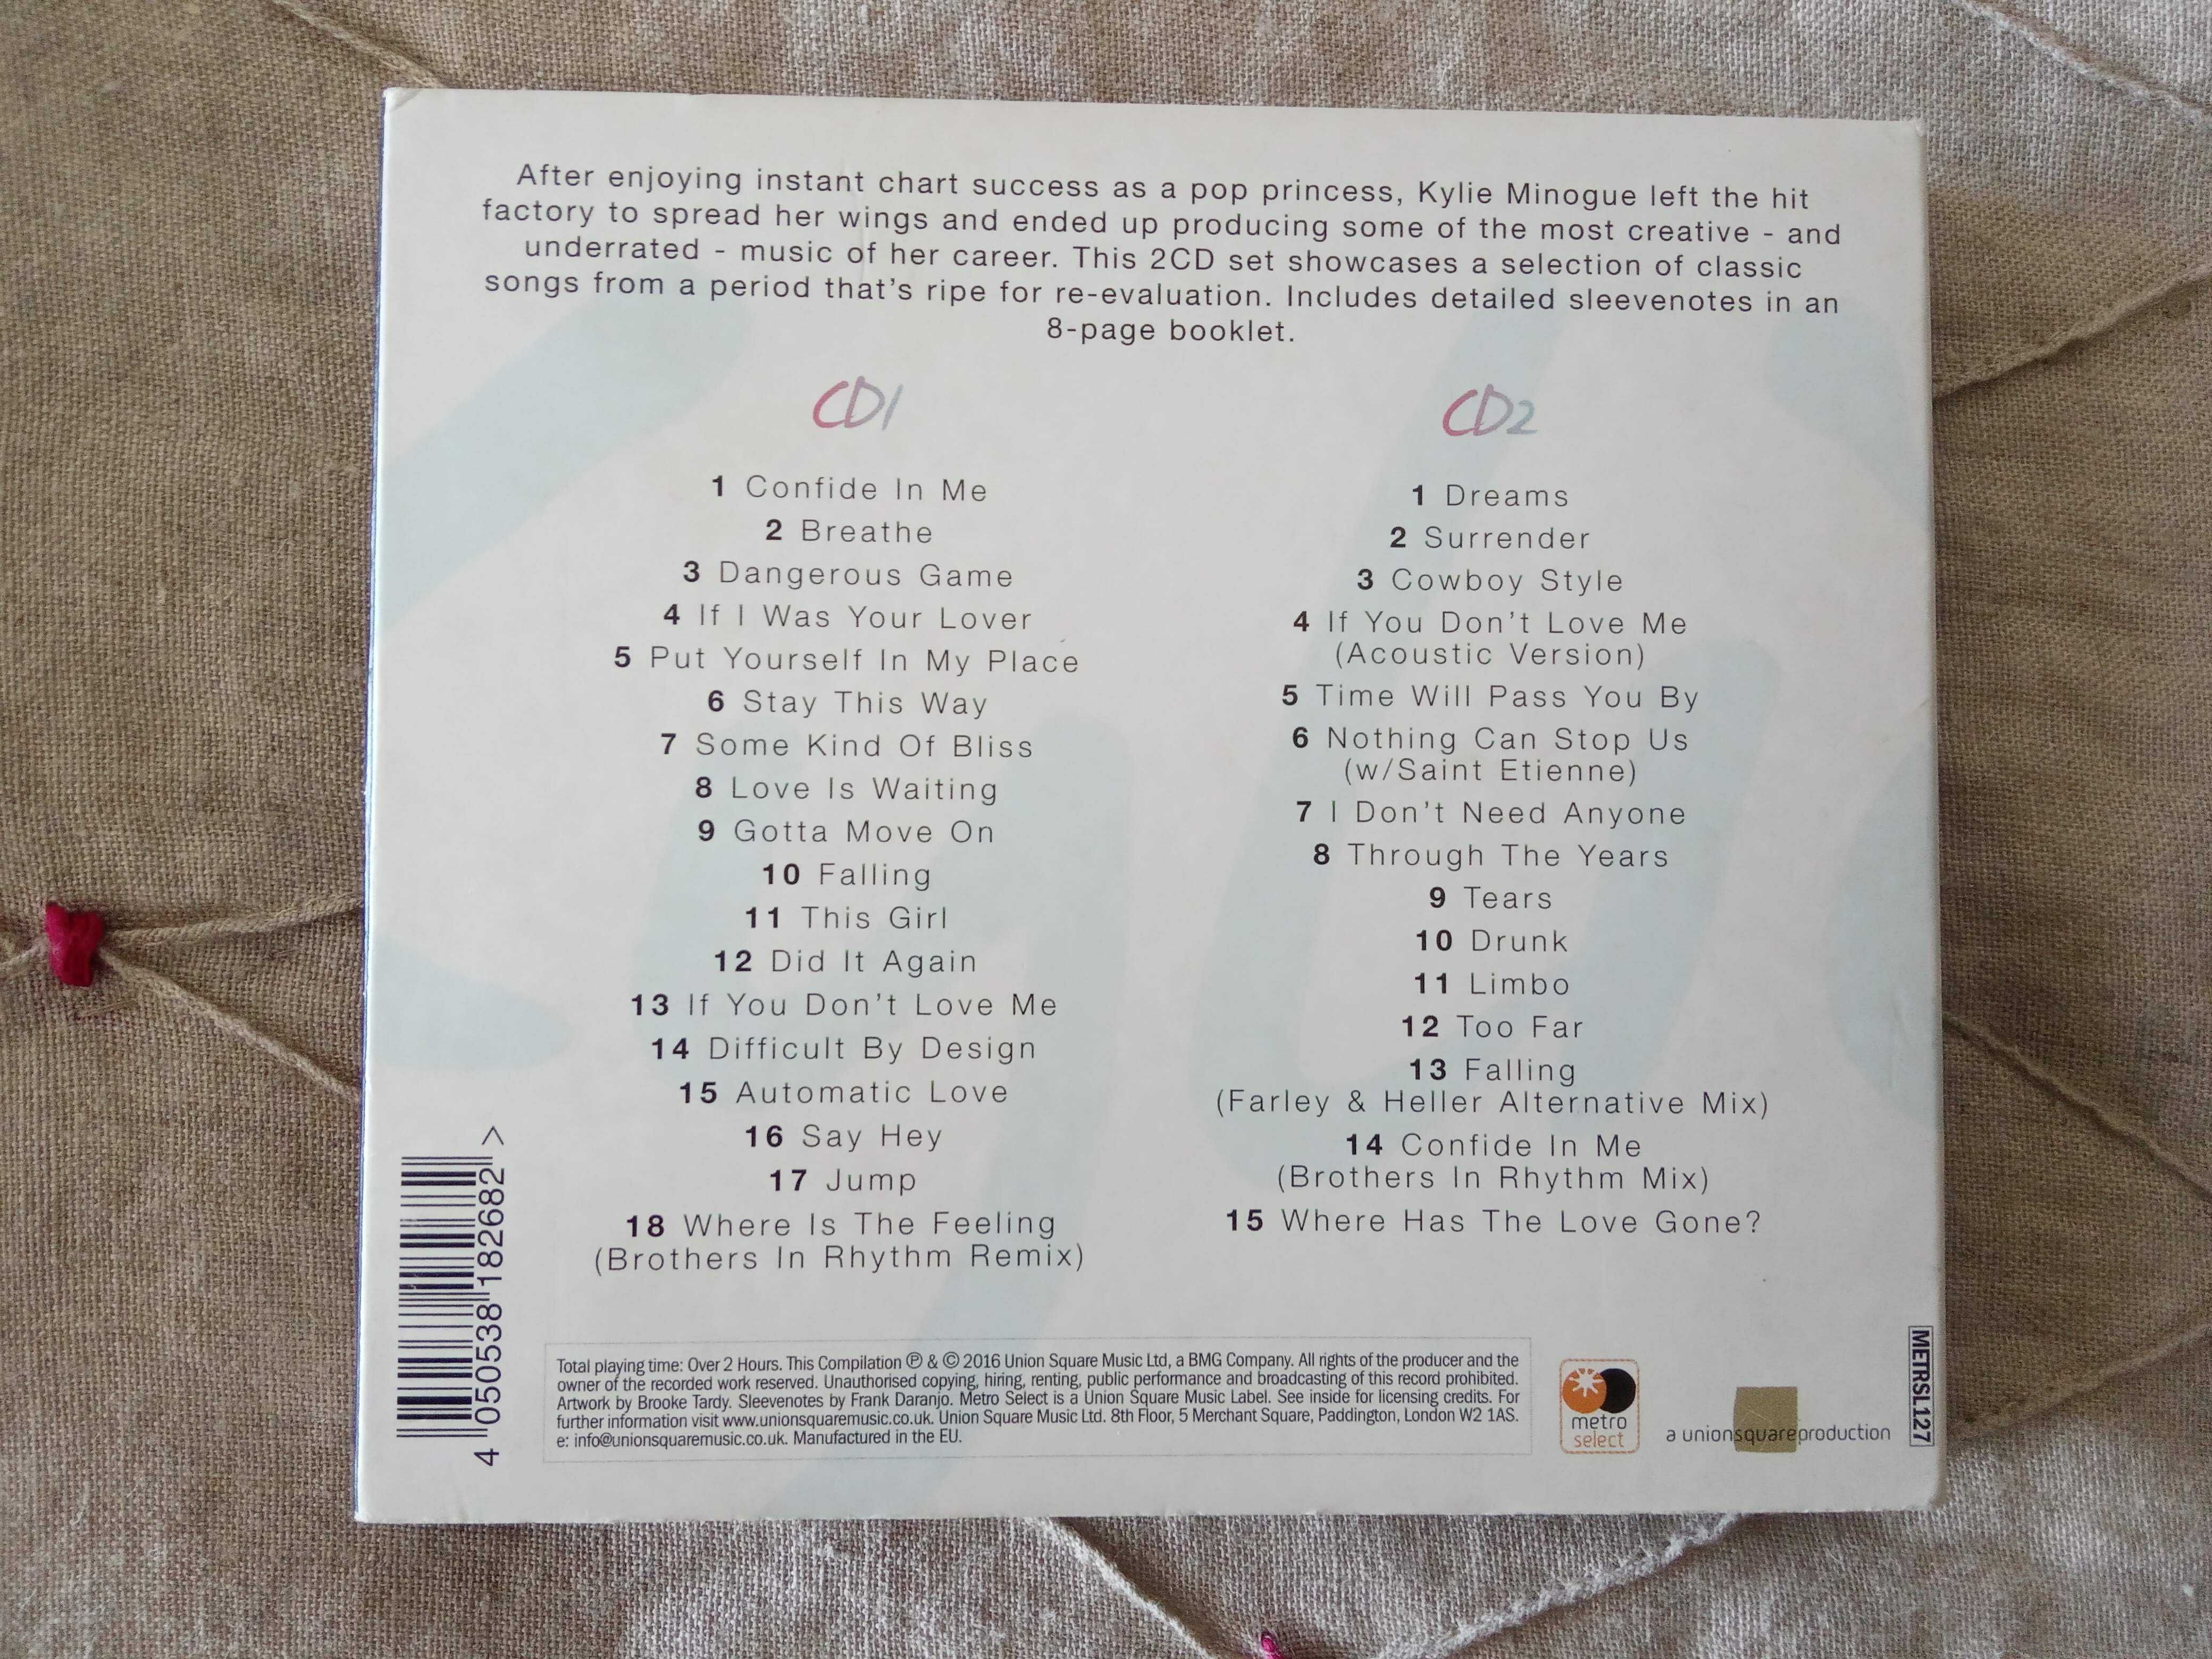 After enjoying instant chart success as a pop princess, Kylie Minogue left the hit
factory to spread her wings and ended up producing some of the most creative - and
underrated - music of her career. This 2CD set showcases a selection of classic
songs from a period that's ripe for re-evaluation. Includes detailed sleevenotes in an
8-page booklet.
CD1
1 Confide In Me
2 Breathe
3 Dangerous Game
4 If I Was Your Lover
5 Put Yourself In My Place
6 Stay This Way
7 Some Kind Of Bliss
8 Love Is Waiting
9 Gotta Move On
10 Falling
11 This Girl
12 Did It Again
13 If You Don't Love Me
14 Difficult By Design
15 Automatic Love
16 Say Hey
17 Jump
18 Where Is The Feeling
(Brothers In Rhythm Remix)
CD2
1 Dreams
2 Surrender
3 Cowboy Style
4 If You Don't Love Me
(Acoustic Version)
5 Time Will Pass You By
6 Nothing Can Stop Us
(w/Saint Etienne)
7 I Don't Need Anyone
8 Through The Years
9 Tears
10 Drunk
11 Limbo
12 Too Far
13 Falling
(Farley & Heller Alternative Mix)
14 Confide In Me
(Brothers In Rhythm Mix)
15 Where Has The Love Gone?
4 050538 182682 >
Total playing time: Over 2 Hours. This Compilation ℗ & © 2016 Union Square Music Ltd, a BMG Company. All rights of the producer and the
owner of the recorded work reserved. Unauthorised copying, hiring, renting, public performance and broadcasting of this record prohibited.
Artwork by Brooke Tardy. Sleevenotes by Frank Daranjo. Metro Select is a Union Square Music Label. See inside for licensing credits. For
further information visit www.unionsquaremusic.co.uk. Union Square Music Ltd. 8th Floor, 5 Merchant Square, Paddington, London W2 1AS.
e: info@unionsquaremusic.co.uk. Manufactured in the EU.
metro
select
a unionsquareproduction
METRSL127